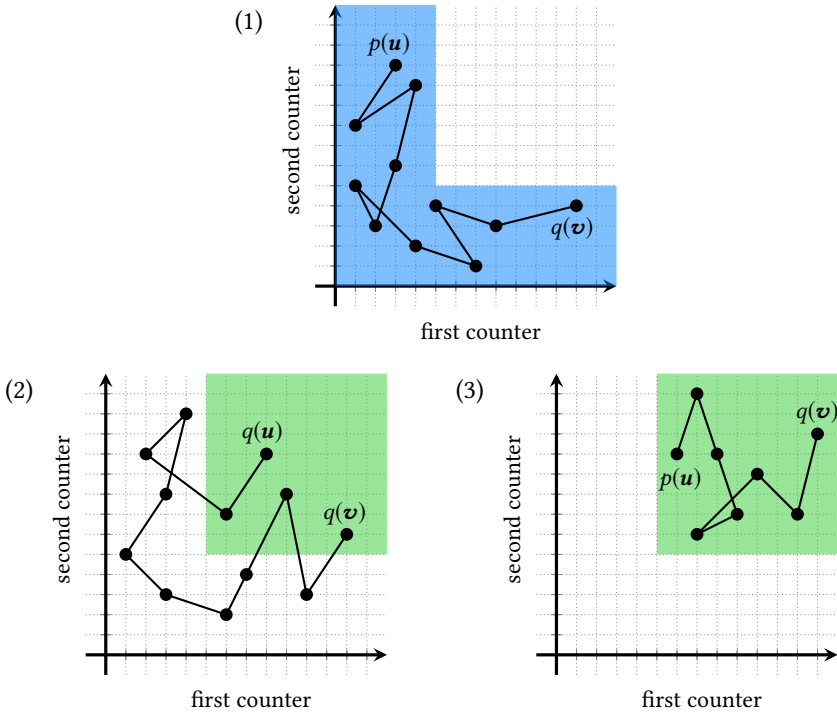 (1)
p(u)
second counter
q(v)
first counter
(2)
q(u)
second counter
q(v)
first counter
(3)
q(v)
p(u)
second counter
first counter